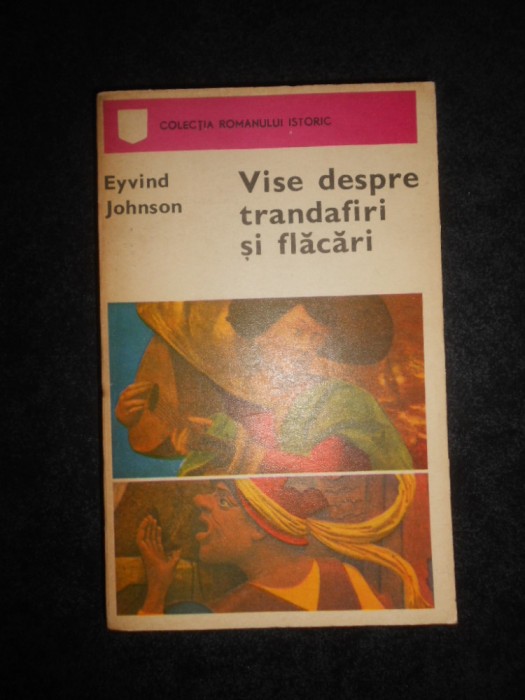 COLECȚIA ROMANULUI ISTORIC
Eyvind
Johnson
Vise despre
trandafiri
și flăcări